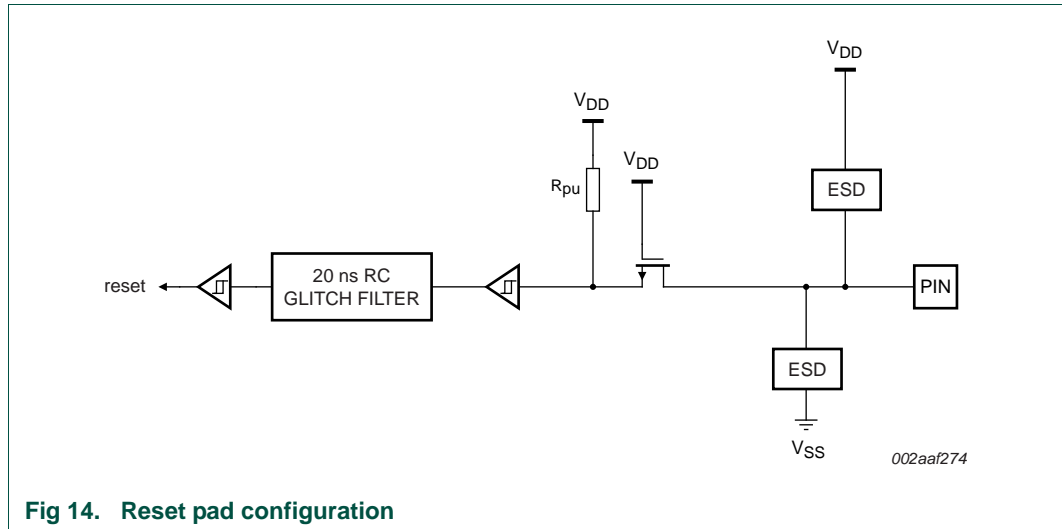 VDD
VDD
VDD
Rpu
ESD
reset
20 ns RC
GLITCH FILTER
PIN
ESD
VSS
002aaf274
Fig 14. Reset pad configuration